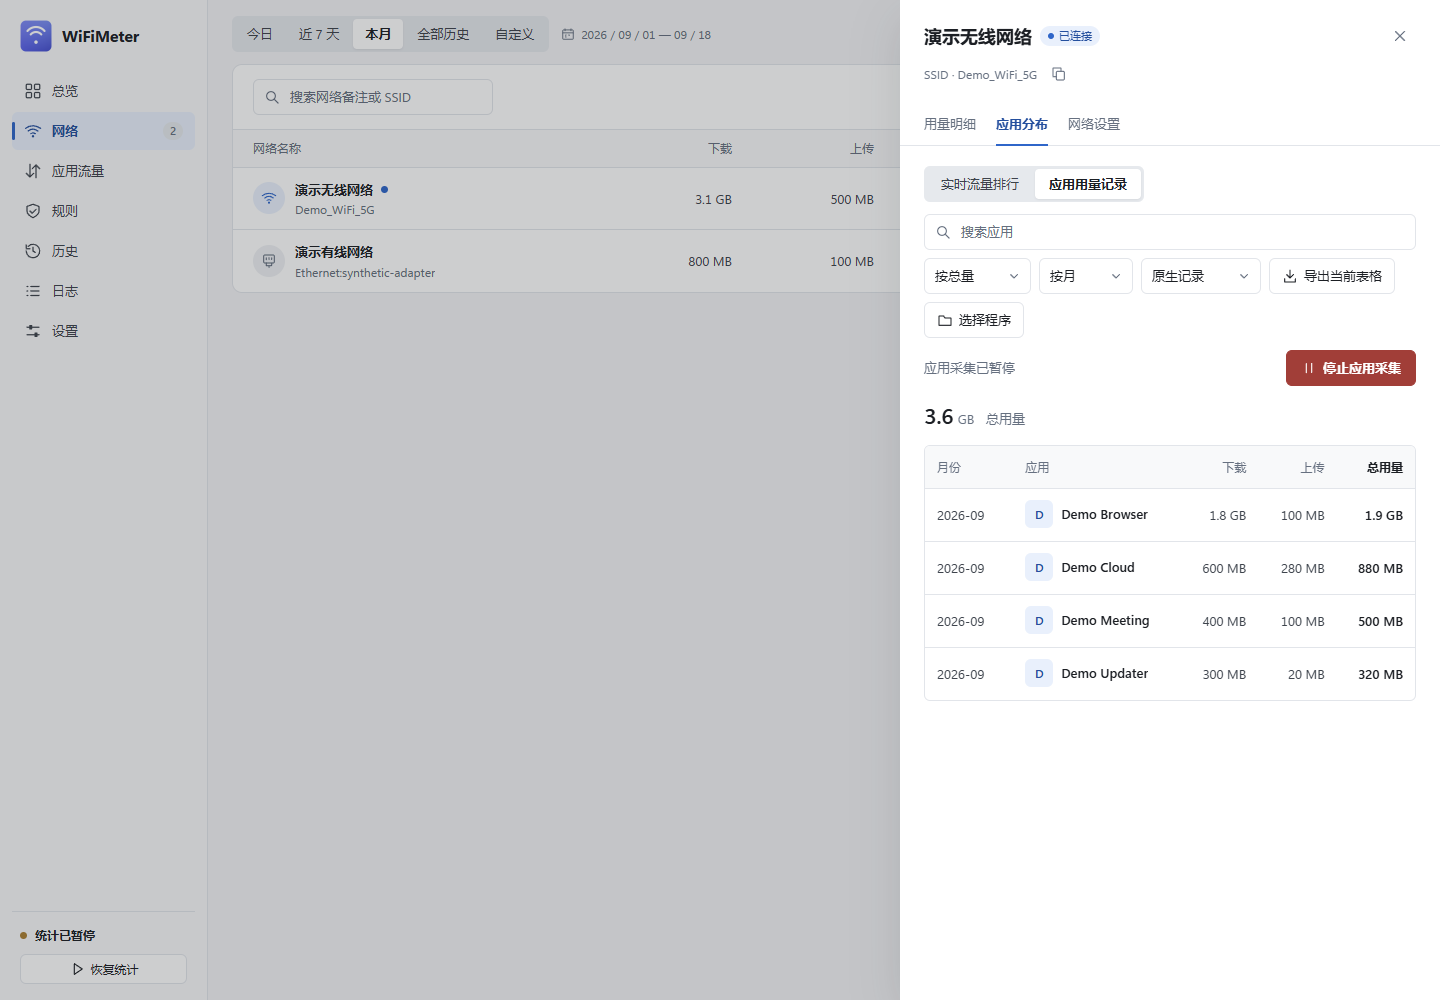 WiFiMeter
总览
网络 2
应用流量
规则
历史
日志
设置
统计已暂停
恢复统计
今日 近 7 天 本月 全部历史 自定义 2026 / 09 / 01 — 09 / 18
搜索网络备注或 SSID
网络名称 下载 上传
演示无线网络
Demo_WiFi_5G
3.1 GB 500 MB
演示有线网络
Ethernet:synthetic-adapter
800 MB 100 MB
演示无线网络 已连接
SSID · Demo_WiFi_5G
用量明细 应用分布 网络设置
实时流量排行 应用用量记录
搜索应用
按总量 按月 原生记录 导出当前表格
选择程序
应用采集已暂停 停止应用采集
3.6 GB 总用量
月份 应用 下载 上传 总用量
2026-09 D Demo Browser 1.8 GB 100 MB 1.9 GB
2026-09 D Demo Cloud 600 MB 280 MB 880 MB
2026-09 D Demo Meeting 400 MB 100 MB 500 MB
2026-09 D Demo Updater 300 MB 20 MB 320 MB